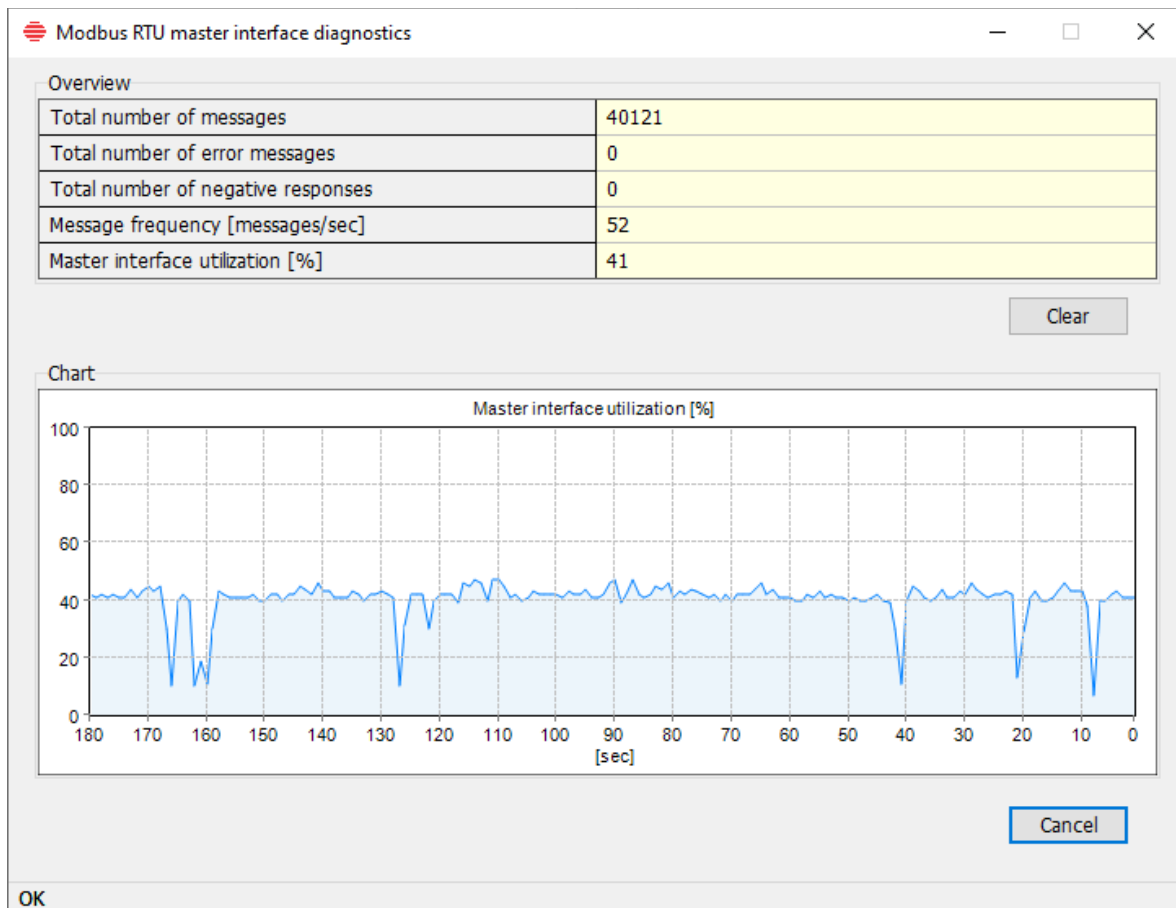 Modbus RTU master interface diagnostics
Overview
Total number of messages 40121
Total number of error messages 0
Total number of negative responses 0
Message frequency [messages/sec] 52
Master interface utilization [%] 41
Clear
Chart
Master interface utilization [%]
100
80
60
40
20
0
180 170 160 150 140 130 120 110 100 90 80 70 60 50 40 30 20 10 0
[sec]
Cancel
OK